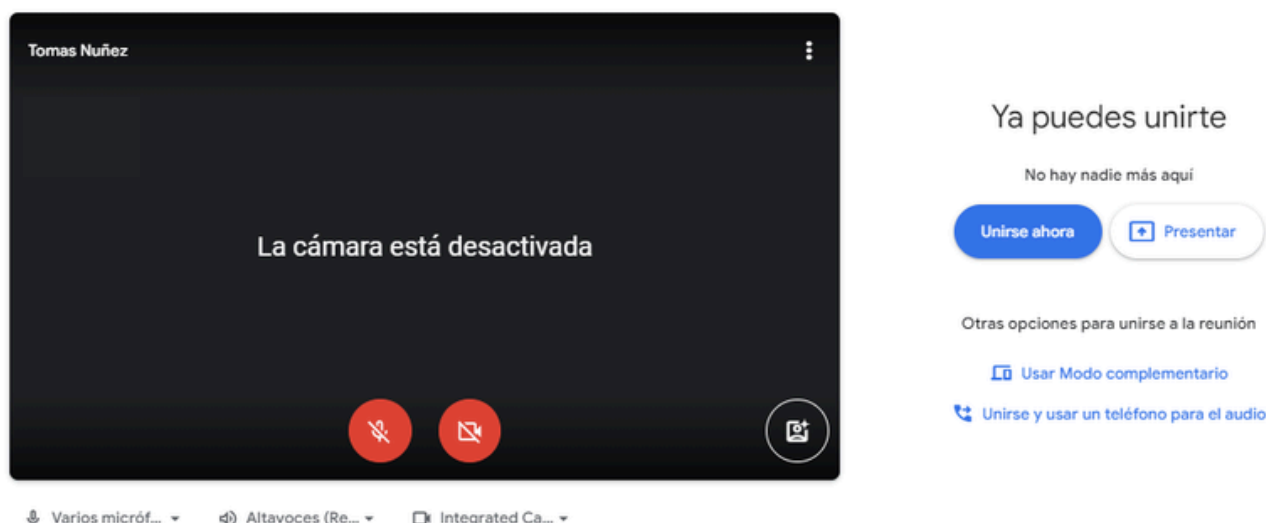 Tomas Nuñez
La cámara está desactivada
Varios micróf...
Altavoces (Re...
Integrated Ca...
Ya puedes unirte
No hay nadie más aquí
Unirse ahora
Presentar
Otras opciones para unirse a la reunión
Usar Modo complementario
Unirse y usar un teléfono para el audio